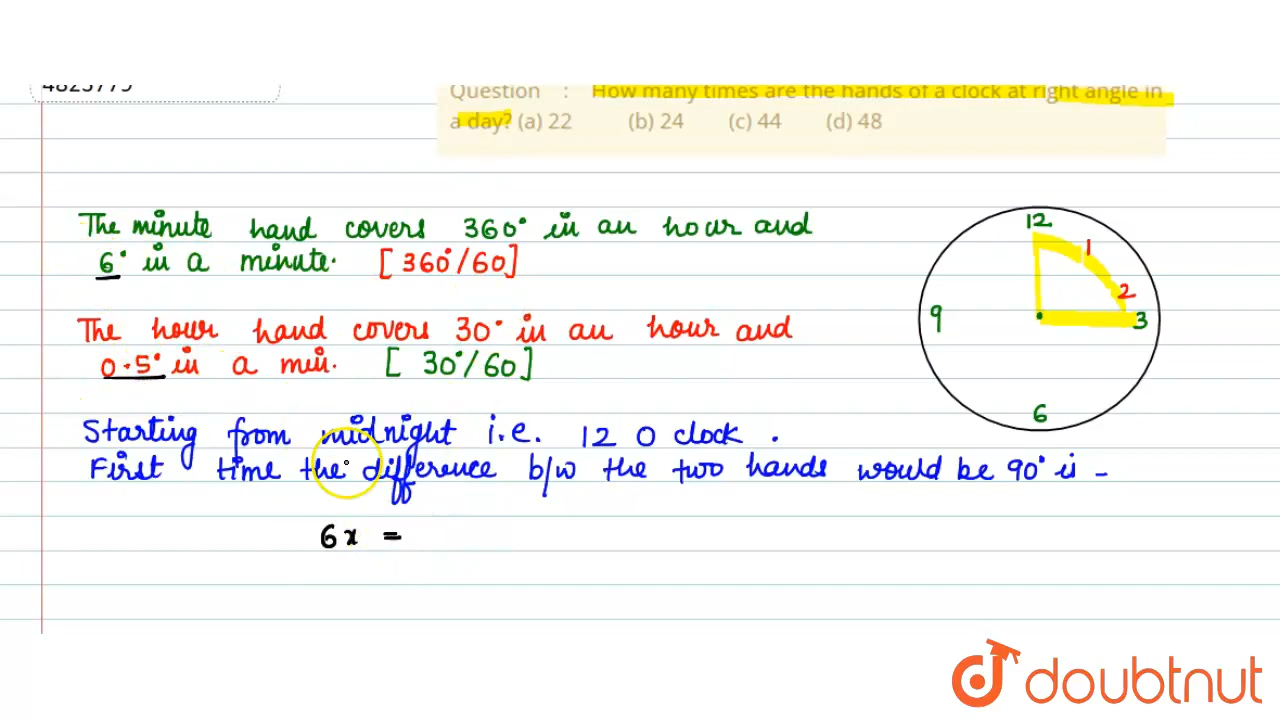 4823779
Question : How many times are the hands of a clock at right angle in
a day? (a) 22 (b) 24 (c) 44 (d) 48
The minute hand covers 360° in an hour and
6° in a minute. [360°/60]
The hour hand covers 30° in an hour and
0.5° in a min. [30°/60]
12
1
2
3
9
6
Starting from midnight i.e. 12 O clock .
First time the difference b/w the two hands would be 90° is -
6x =
doubtnut